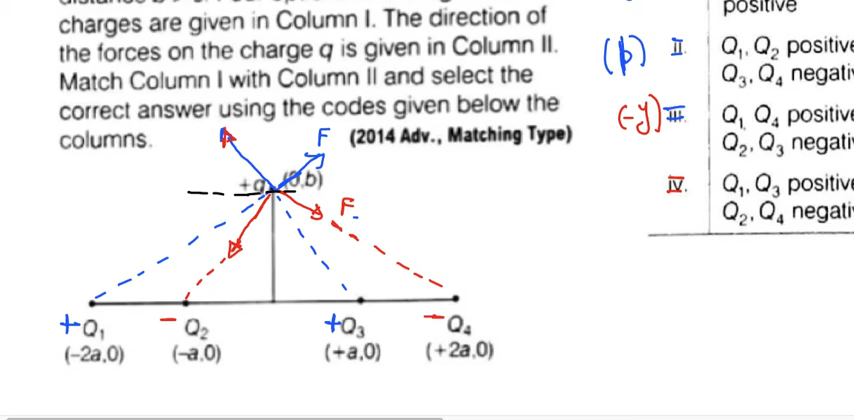 charges are given in Column I. The direction of
the forces on the charge q is given in Column II.
Match Column I with Column II and select the
correct answer using the codes given below the
columns. (2014 Adv., Matching Type)
positive
(p) II. Q₁, Q₂ positive
Q₃, Q₄ negati
(-y) III. Q₁, Q₄ positive
Q₂, Q₃ negati
IV. Q₁, Q₃ positive
Q₂, Q₄ negati
F
+q (0,b)
F
+Q₁ −Q₂ +Q₃ −Q₄
(−2a,0) (−a,0) (+a,0) (+2a,0)